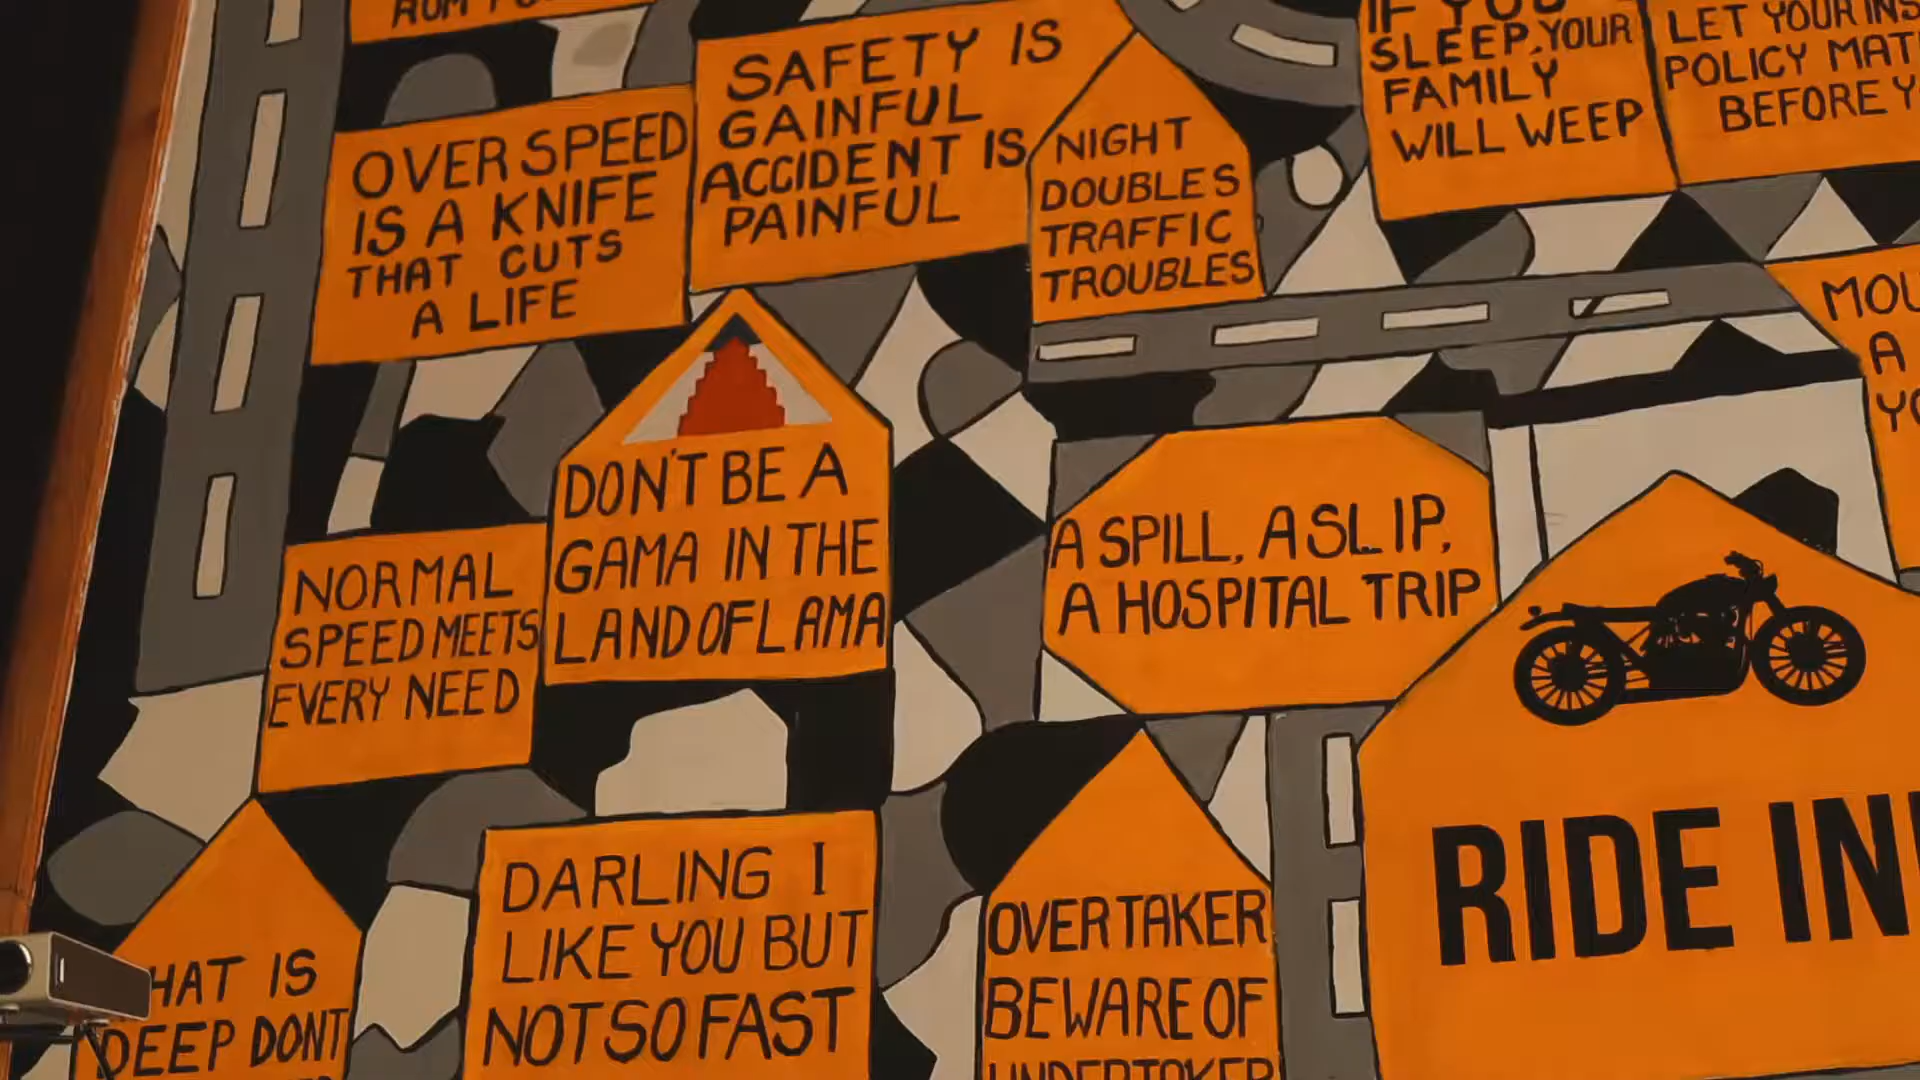 SAFETY IS
GAINFUL
ACCIDENT IS
PAINFUL
IF YOU
SLEEP, YOUR
FAMILY
WILL WEEP
LET YOUR
POLICY
BEFORE
OVER SPEED
IS A KNIFE
THAT CUTS
A LIFE
NIGHT
DOUBLES
TRAFFIC
TROUBLES
A
DON'T BE A
GAMA IN THE
LAND OF LAMA
A SPILL, A SLIP,
A HOSPITAL TRIP
NORMAL
SPEED MEETS
EVERY NEED
RIDE
DARLING I
LIKE YOU BUT
NOT SO FAST
OVERTAKER
BEWARE OF
UNDERTAKER
IS
DEEP DONT